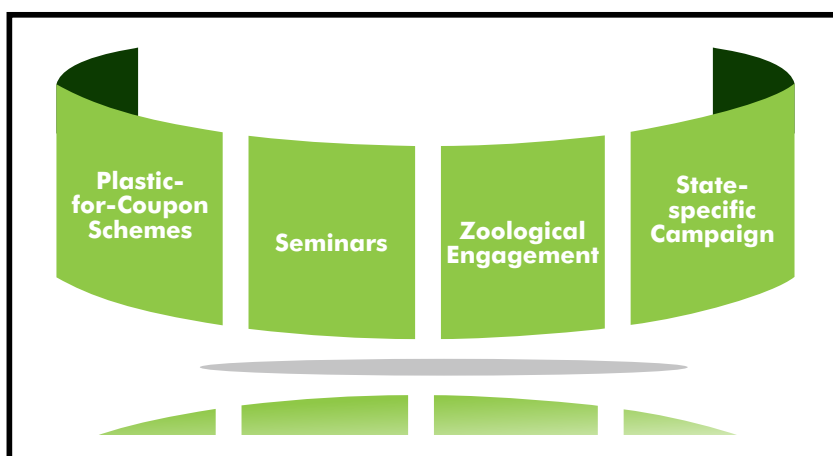 Plastic-
for-Coupon
Schemes
Seminars
Zoological
Engagement
State-
specific
Campaign